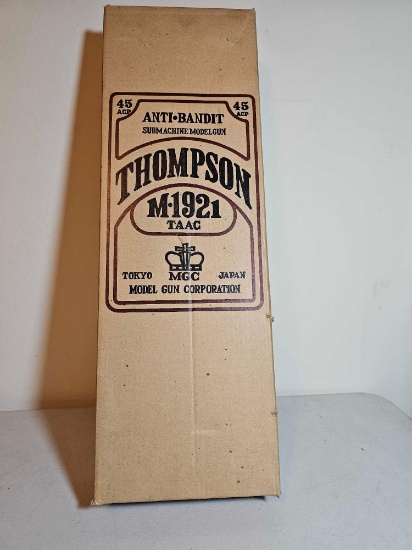 45 ACP
45 ACP
ANTI•BANDIT
SUBMACHINE MODELGUN
THOMPSON
M•1921
TAAC
MGC
TOKYO JAPAN
MODEL GUN CORPORATION